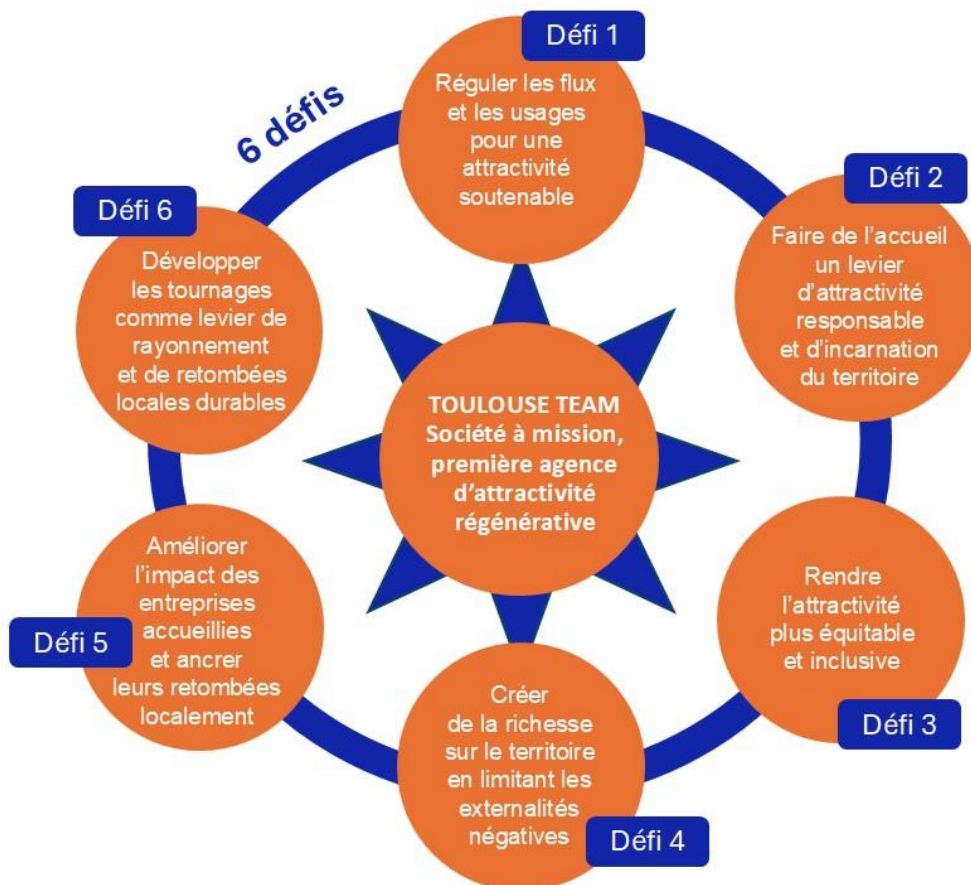 6 défis
Défi 1
Réguler les flux
et les usages
pour une
attractivité
soutenable
Défi 2
Faire de l'accueil
un levier
d'attractivité
responsable
et d'incarnation
du territoire
Rendre
l'attractivité
plus équitable
et inclusive
Défi 3
Créer
de la richesse
sur le territoire
en limitant les
externalités
négatives
Défi 4
Améliorer
l'impact des
entreprises
accueillies
et ancrer
leurs retombées
localement
Défi 5
Défi 6
Développer
les tournages
comme levier de
rayonnement
et de retombées
locales durables
TOULOUSE TEAM
Société à mission,
première agence
d'attractivité
régénérative